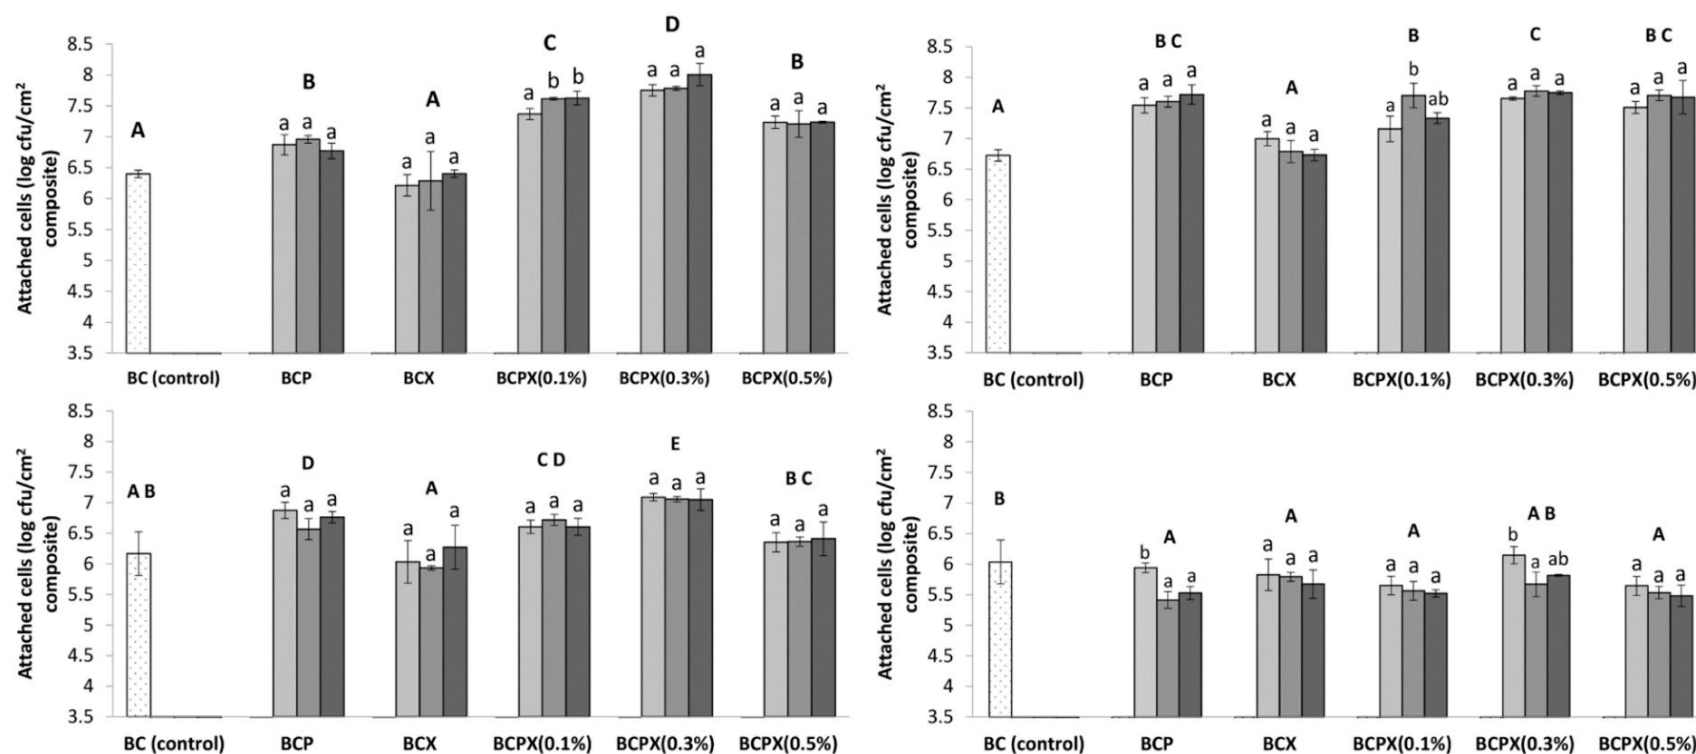 Attached cells (log cfu/cm²
composite)
8.5
8
7.5
7
6.5
6
5.5
5
4.5
4
3.5
A
B
A
C
D
B
a a a
a a a
a b b
a a a
a a a
BC (control) BCP BCX BCPX(0.1%) BCPX(0.3%) BCPX(0.5%)
Attached cells (log cfu/cm²
composite)
8.5
8
7.5
7
6.5
6
5.5
5
4.5
4
3.5
A
B C
A
B
C
B C
a a a
a a a
a b ab
a a a
a a a
BC (control) BCP BCX BCPX(0.1%) BCPX(0.3%) BCPX(0.5%)
Attached cells (log cfu/cm²
composite)
8.5
8
7.5
7
6.5
6
5.5
5
4.5
4
3.5
A B
D
A
C D
E
B C
a a a
a a a
a a a
a a a
a a a
BC (control) BCP BCX BCPX(0.1%) BCPX(0.3%) BCPX(0.5%)
Attached cells (log cfu/cm²
composite)
8.5
8
7.5
7
6.5
6
5.5
5
4.5
4
3.5
B
A
A
A
A B
A
b a a
a a a
a a a
b a ab
a a a
BC (control) BCP BCX BCPX(0.1%) BCPX(0.3%) BCPX(0.5%)